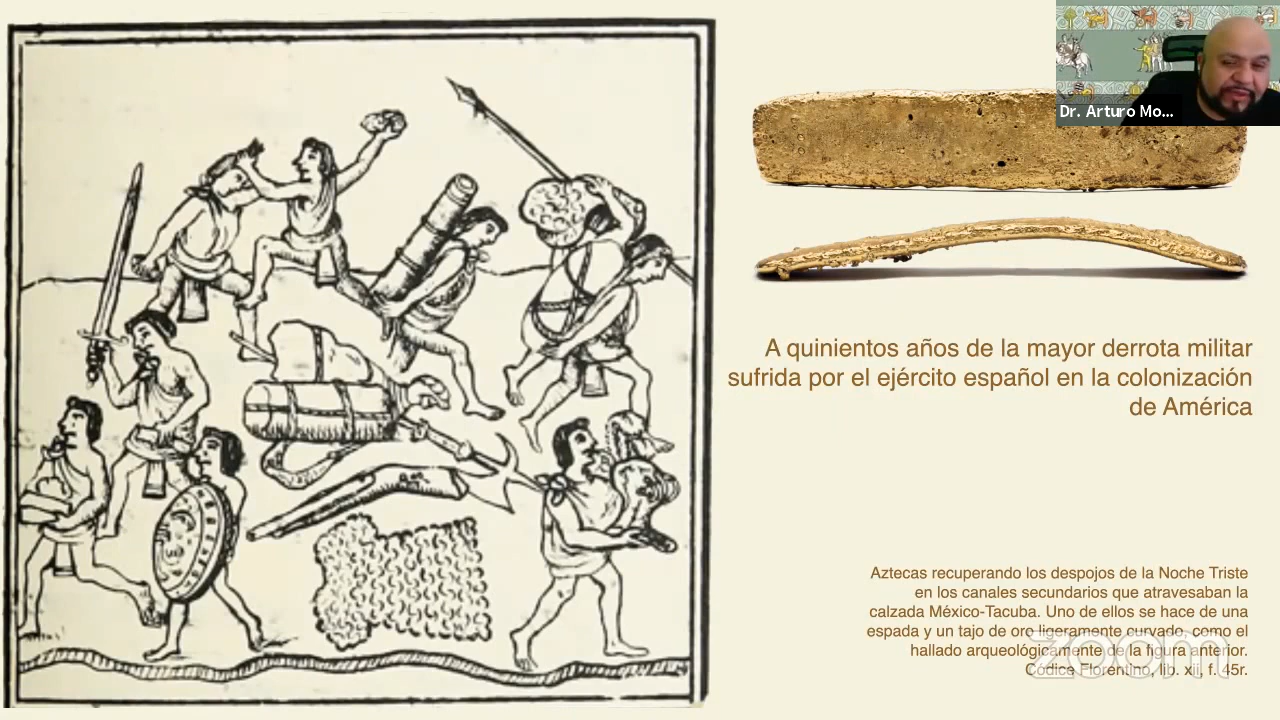 Dr. Arturo Mo...
A quinientos años de la mayor derrota militar
sufrida por el ejército español en la colonización
de América
Aztecas recuperando los despojos de la Noche Triste
en los canales secundarios que atravesaban la
calzada México-Tacuba. Uno de ellos se hace de una
espada y un tajo de oro ligeramente curvado, como el
hallado arqueológicamente de la figura anterior.
Códice Florentino, lib. xii, f. 45r.
zoom